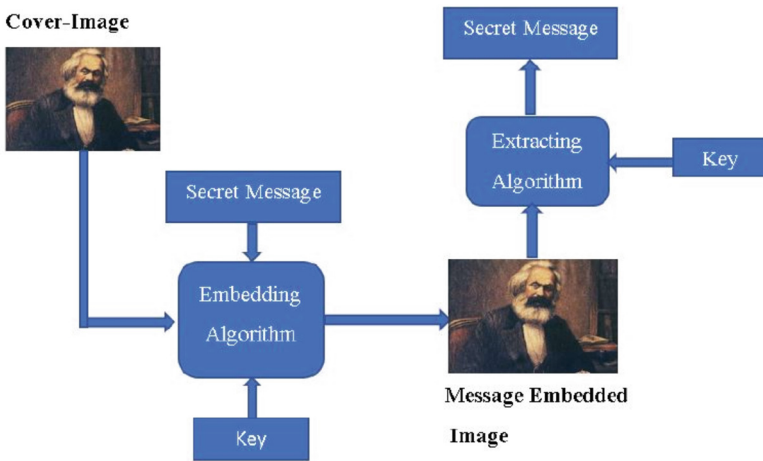 Cover-Image
Secret Message
Embedding
Algorithm
Key
Message Embedded
Image
Secret Message
Extracting
Algorithm
Key